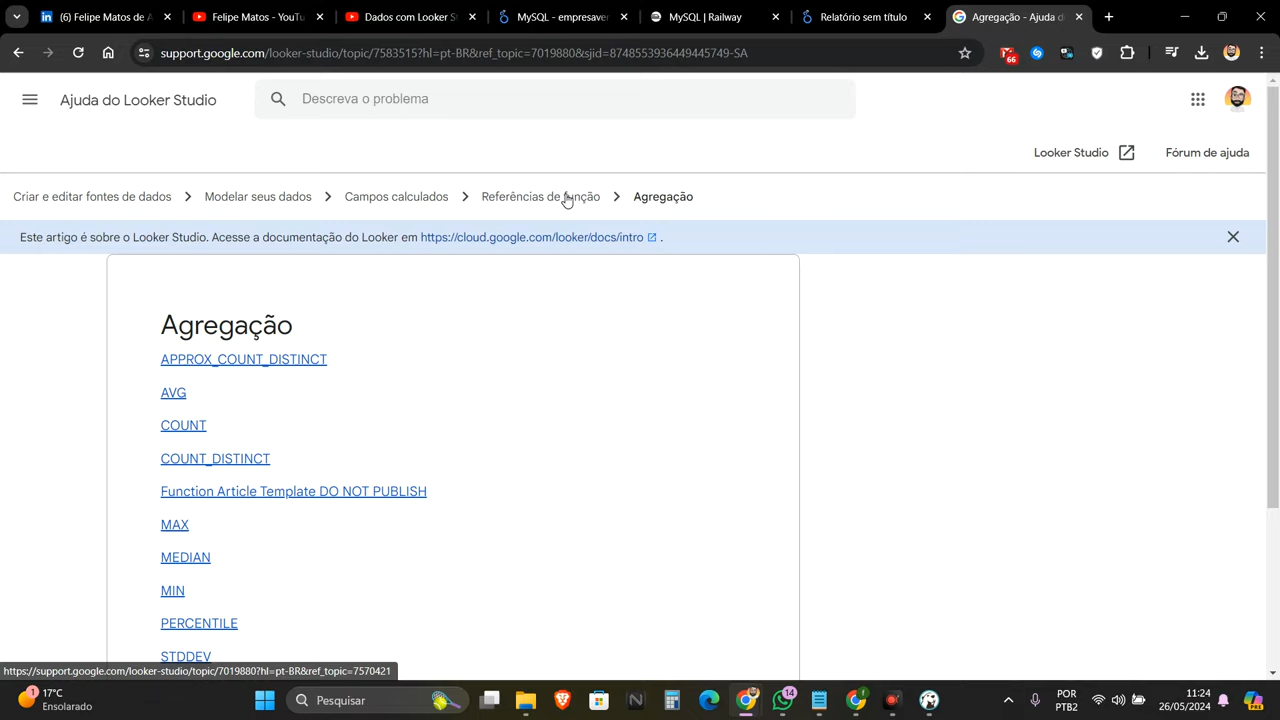 (6) Felipe Matos de A
Felipe Matos - YouTu
Dados com Looker S
MySQL - empresaver
MySQL | Railway
Relatório sem título
Agregação - Ajuda d
support.google.com/looker-studio/topic/7583515?hl=pt-BR&ref_topic=7019880&sjid=8748553936449445749-SA
66
Ajuda do Looker Studio
Descreva o problema
Looker Studio
Fórum de ajuda
Criar e editar fontes de dados
Modelar seus dados
Campos calculados
Referências de função
Agregação
Este artigo é sobre o Looker Studio. Acesse a documentação do Looker em https://cloud.google.com/looker/docs/intro .
Agregação
APPROX_COUNT_DISTINCT
AVG
COUNT
COUNT_DISTINCT
Function Article Template DO NOT PUBLISH
MAX
MEDIAN
MIN
PERCENTILE
STDDEV
https://support.google.com/looker-studio/topic/7019880?hl=pt-BR&ref_topic=7570421
1
17°C
Ensolarado
Pesquisar
14
POR
PTB2
11:24
26/05/2024